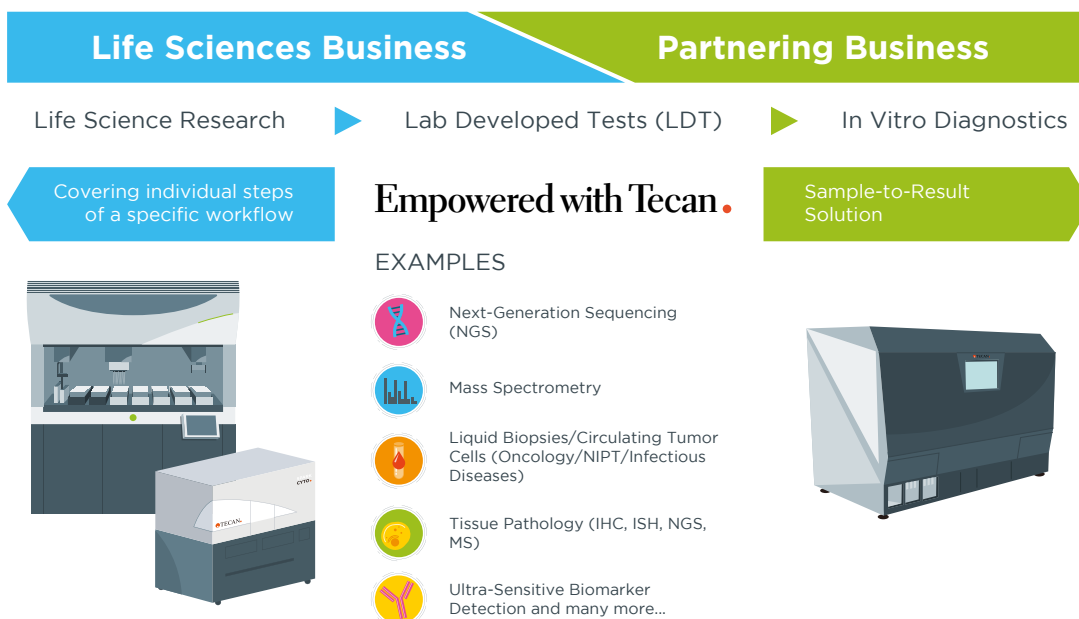 Life Sciences Business
Partnering Business
Life Science Research
Lab Developed Tests (LDT)
In Vitro Diagnostics
Covering individual steps
of a specific workflow
Empowered with Tecan.
Sample-to-Result
Solution
EXAMPLES
Next-Generation Sequencing
(NGS)
Mass Spectrometry
Liquid Biopsies/Circulating Tumor
Cells (Oncology/NIPT/Infectious
Diseases)
Tissue Pathology (IHC, ISH, NGS,
MS)
Ultra-Sensitive Biomarker
Detection and many more...
CYTO
TECAN.
TECAN